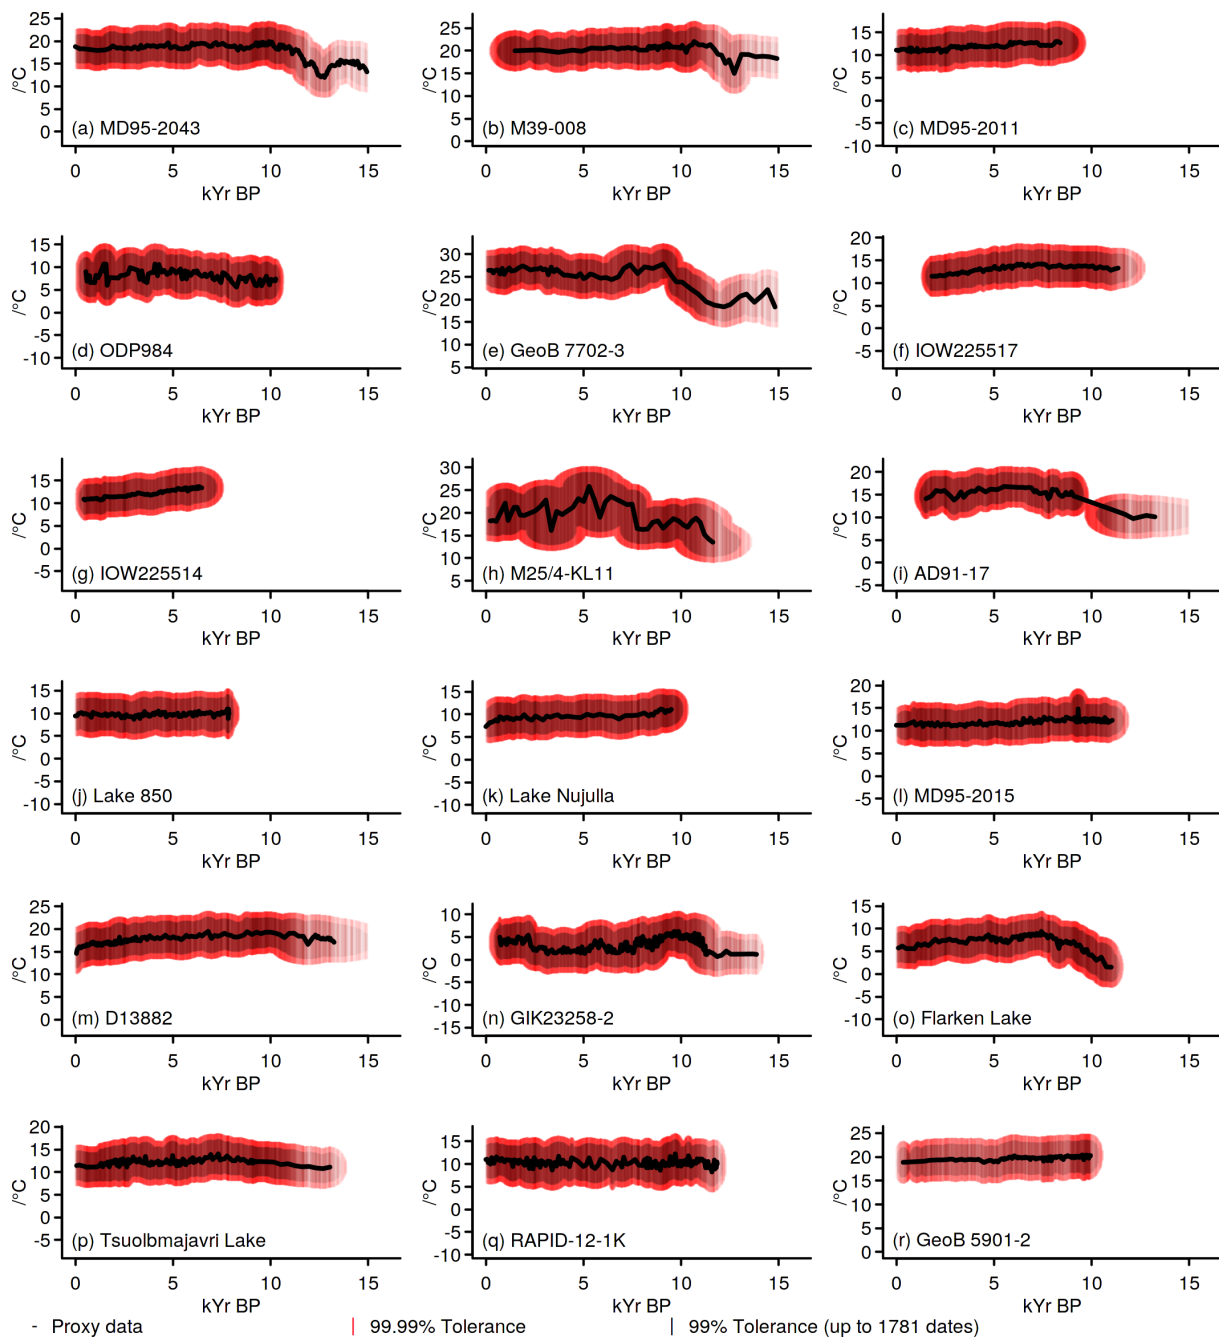 25
20
15
10
5
0
/°C
(a) MD95-2043
0 5 10 15
kYr BP
25
20
15
10
5
0
/°C
(b) M39-008
0 5 10 15
kYr BP
15
10
5
0
-5
-10
/°C
(c) MD95-2011
0 5 10 15
kYr BP
15
10
5
0
-5
-10
/°C
(d) ODP984
0 5 10 15
kYr BP
30
25
20
15
10
5
/°C
(e) GeoB 7702-3
0 5 10 15
kYr BP
20
15
10
5
0
-5
/°C
(f) IOW225517
0 5 10 15
kYr BP
15
10
5
0
-5
/°C
(g) IOW225514
0 5 10 15
kYr BP
30
25
20
15
10
5
/°C
(h) M25/4-KL11
0 5 10 15
kYr BP
20
15
10
5
0
-5
/°C
(i) AD91-17
0 5 10 15
kYr BP
15
10
5
0
-5
-10
/°C
(j) Lake 850
0 5 10 15
kYr BP
15
10
5
0
-5
-10
/°C
(k) Lake Nujulla
0 5 10 15
kYr BP
20
15
10
5
0
-5
/°C
(l) MD95-2015
0 5 10 15
kYr BP
25
20
15
10
5
0
/°C
(m) D13882
0 5 10 15
kYr BP
10
5
0
-5
-10
-15
/°C
(n) GIK23258-2
0 5 10 15
kYr BP
15
10
5
0
-5
-10
/°C
(o) Flarken Lake
0 5 10 15
kYr BP
20
15
10
5
0
-5
/°C
(p) Tsuolbmajavri Lake
0 5 10 15
kYr BP
15
10
5
0
-5
-10
/°C
(q) RAPID-12-1K
0 5 10 15
kYr BP
25
20
15
10
5
0
/°C
(r) GeoB 5901-2
0 5 10 15
kYr BP
- Proxy data | 99.99% Tolerance | 99% Tolerance (up to 1781 dates)